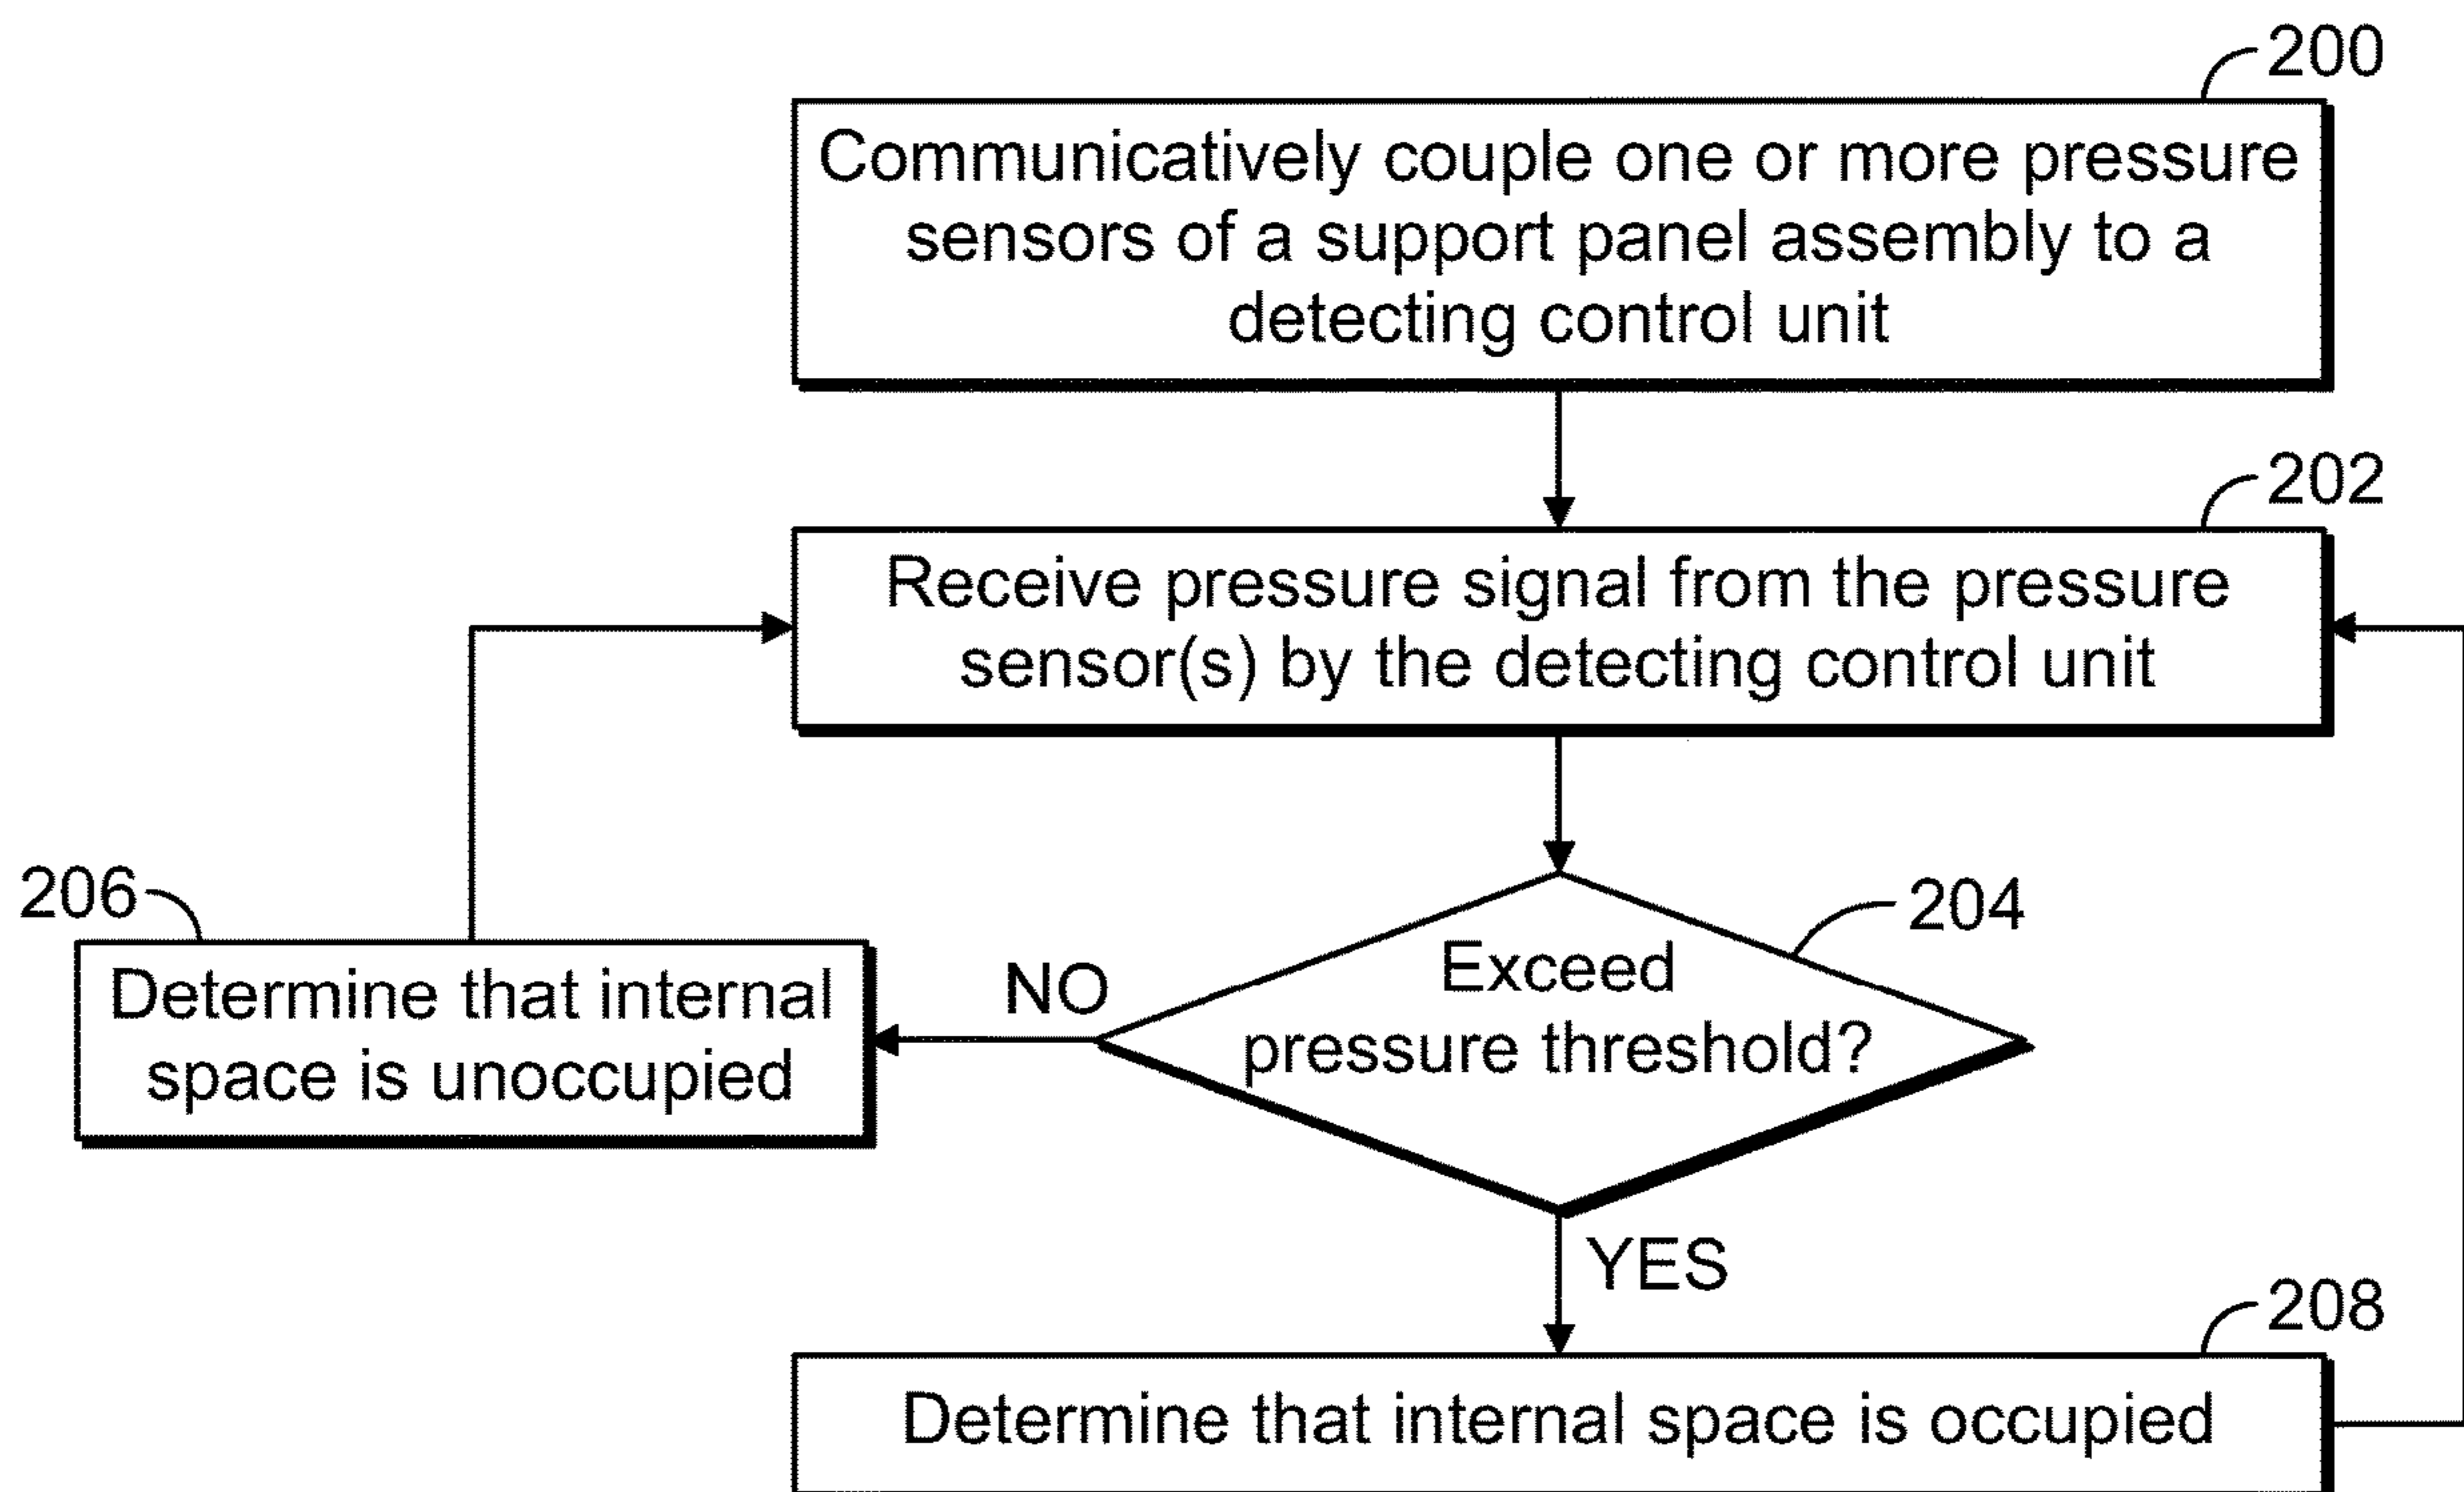 200
Communicatively couple one or more pressure
sensors of a support panel assembly to a
detecting control unit
202
Receive pressure signal from the pressure
sensor(s) by the detecting control unit
204
Exceed
pressure threshold?
NO
206
Determine that internal
space is unoccupied
YES
208
Determine that internal space is occupied